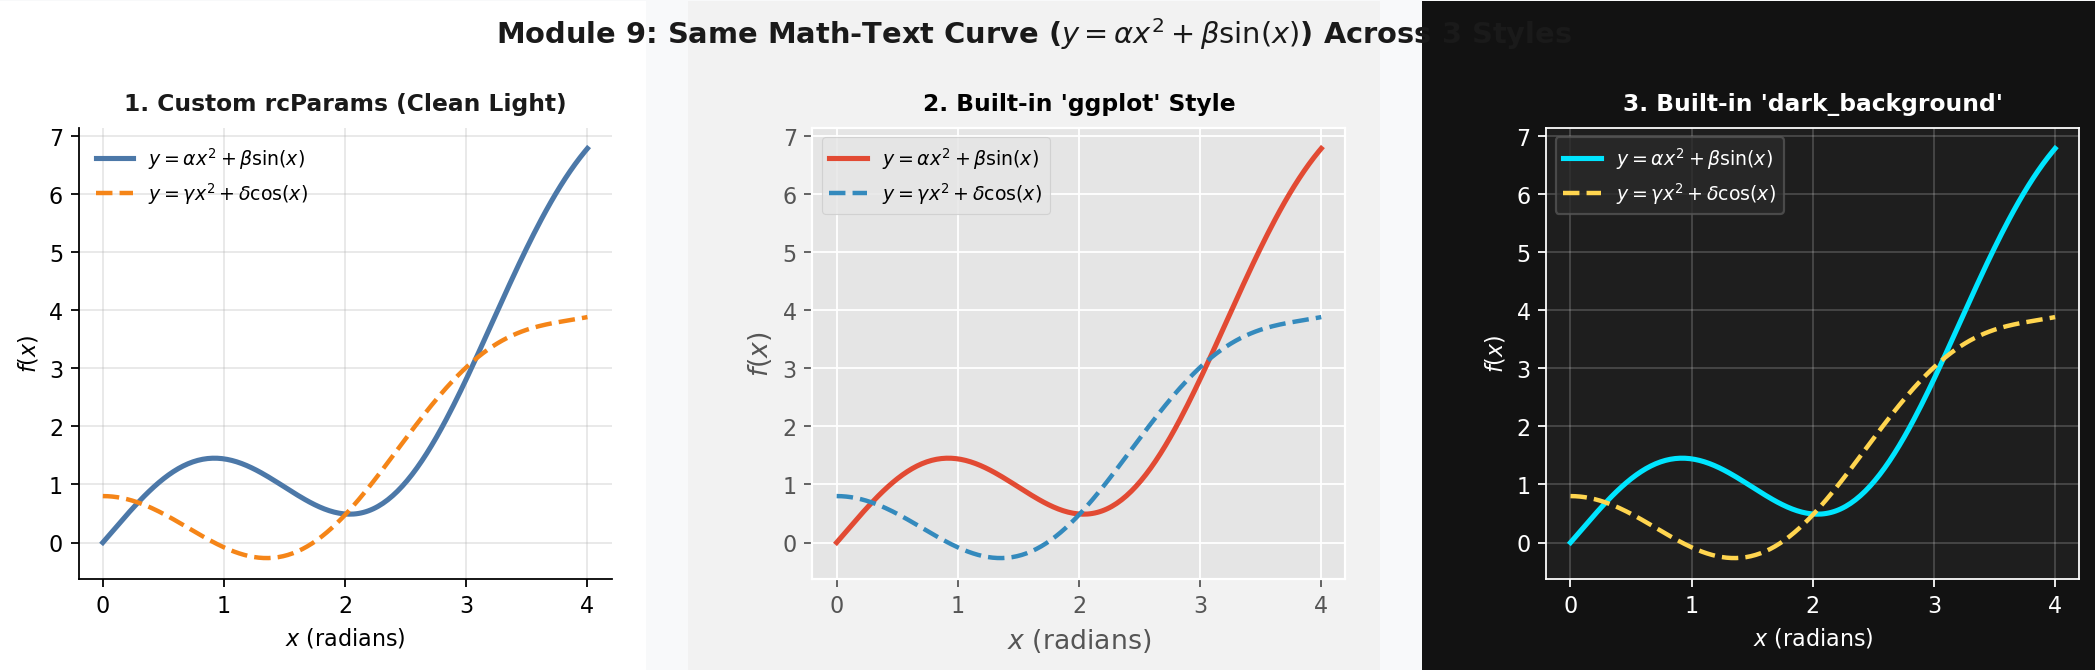 Module 9: Same Math-Text Curve (y = αx² + βsin(x)) Across 3 Styles
1. Custom rcParams (Clean Light)
7
6
5
4
3
2
1
0
f(x)
y = αx² + βsin(x)
y = γx² + δcos(x)
0 1 2 3 4
x (radians)
2. Built-in 'ggplot' Style
7
6
5
4
3
2
1
0
f(x)
y = αx² + βsin(x)
y = γx² + δcos(x)
0 1 2 3 4
x (radians)
3. Built-in 'dark_background'
7
6
5
4
3
2
1
0
f(x)
y = αx² + βsin(x)
y = γx² + δcos(x)
0 1 2 3 4
x (radians)